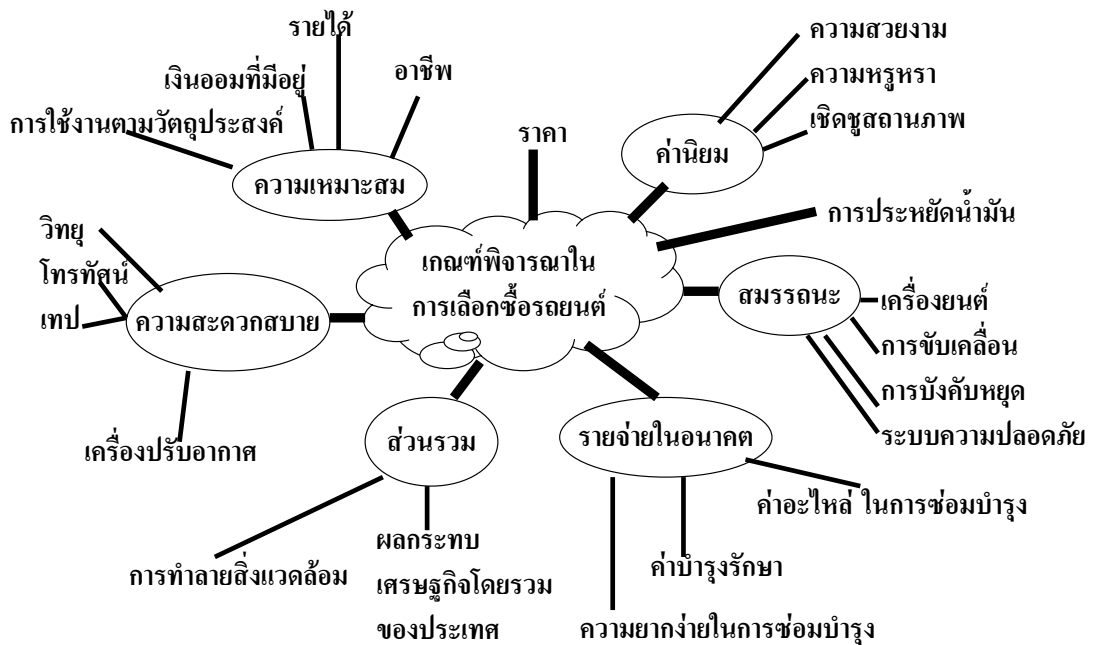 รายได้
ความสวยงาม
เงินออมที่มีอยู่
อาชีพ
ความหรูหรา
การใช้งานตามวัตถุประสงค์
ราคา
เชิดชูสถานภาพ
ค่านิยม
ความเหมาะสม
การประหยัดน้ำมัน
วิทยุ
โทรทัศน์
เทป
ความสะดวกสบาย
เกณฑ์พิจารณาใน
การเลือกซื้อรถยนต์
สมรรถนะ
เครื่องยนต์
การขับเคลื่อน
การบังคับหยุด
ระบบความปลอดภัย
เครื่องปรับอากาศ
ส่วนรวม
รายจ่ายในอนาคต
ค่าอะไหล่ ในการซ่อมบำรุง
การทำลายสิ่งแวดล้อม
ผลกระทบ
เศรษฐกิจโดยรวม
ของประเทศ
ค่าบำรุงรักษา
ความยากง่ายในการซ่อมบำรุง